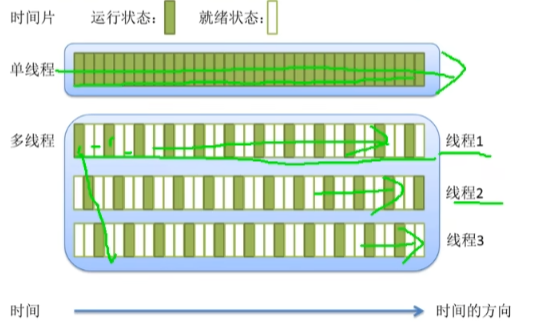 时间片 运行状态： 就绪状态：
单线程
多线程 线程1
线程2
线程3
时间 时间的方向